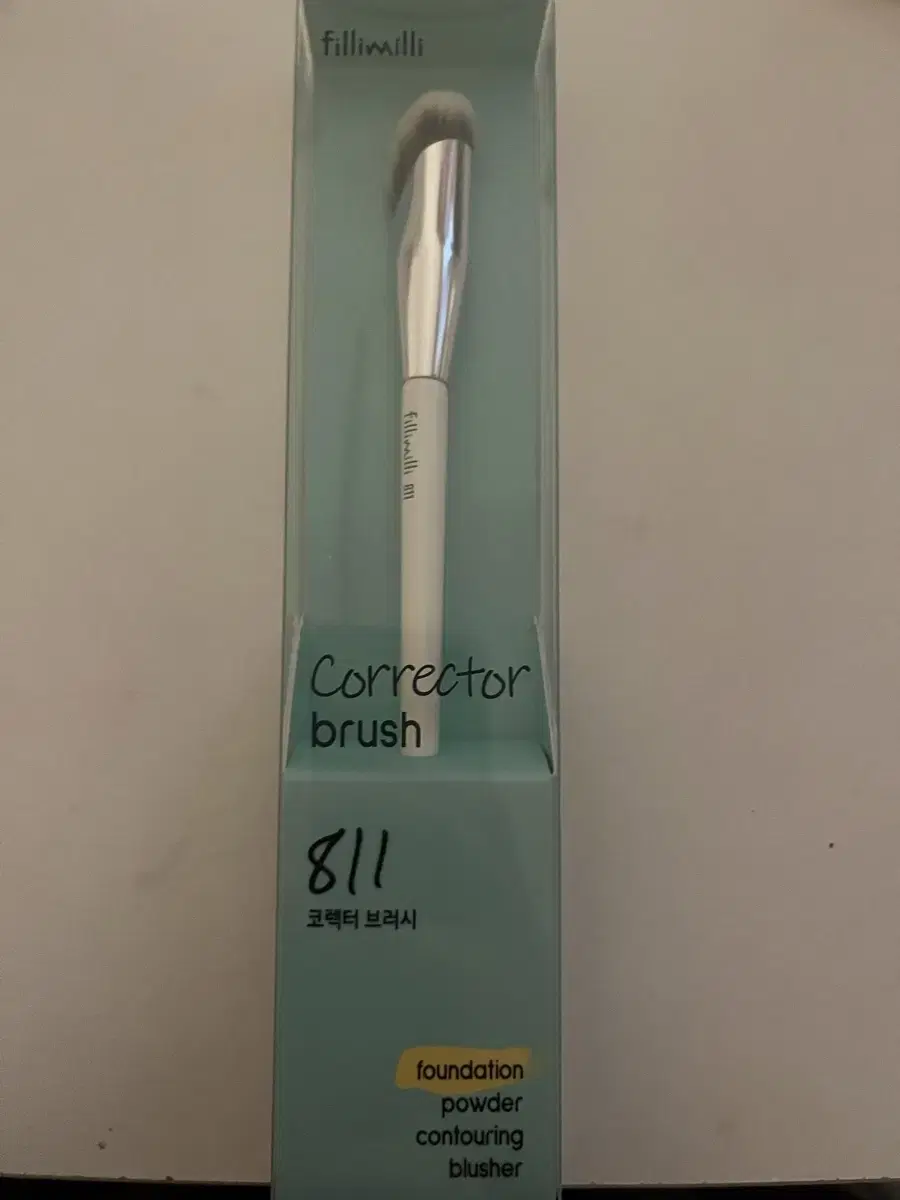 fillimilli
fillimilli 811
Corrector
brush
811
코렉터 브러시
foundation
powder
contouring
blusher